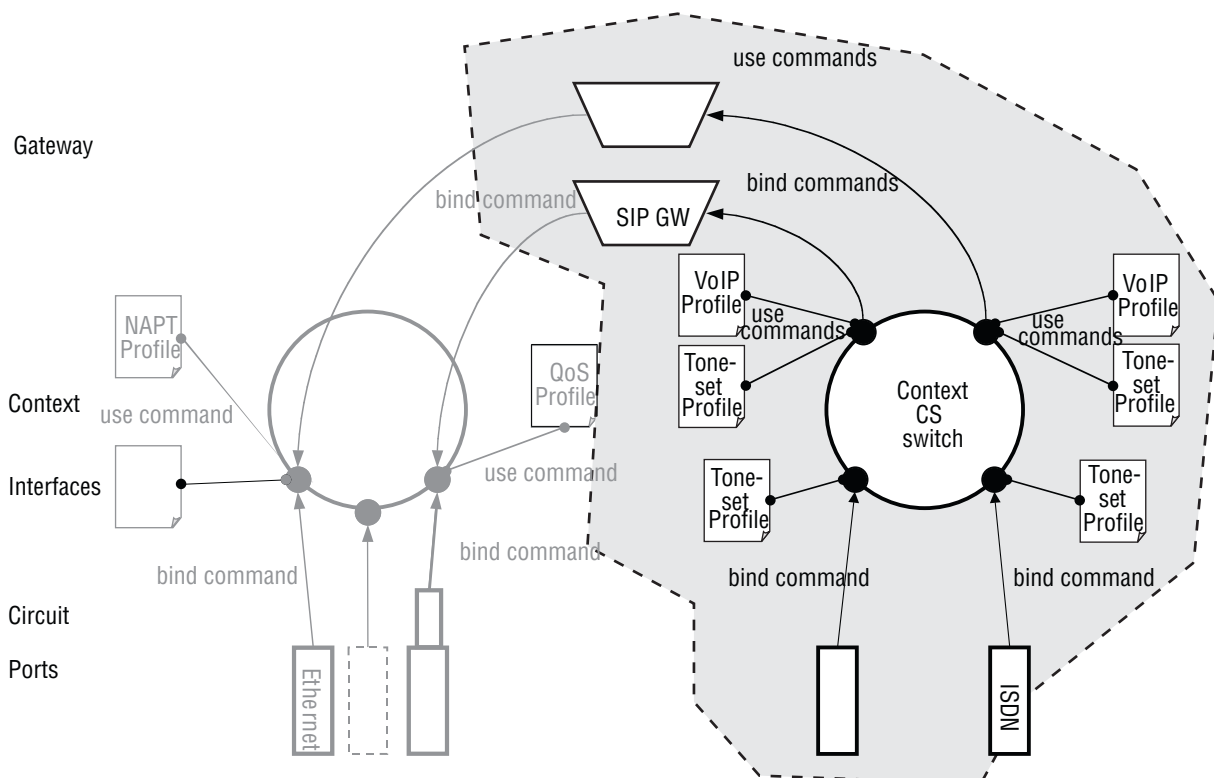 use commands
Gateway
bind commands
bind command
SIP GW
VoIP
Profile
VoIP
Profile
NAPT
Profile
use
commands
use
commands
QoS
Profile
Tone-
set
Profile
Tone-
set
Profile
Context
Context
CS
switch
use command
use command
Interfaces
Tone-
set
Profile
Tone-
set
Profile
bind command
bind command
bind command
bind command
Circuit
Ports
Ethernet
ISDN